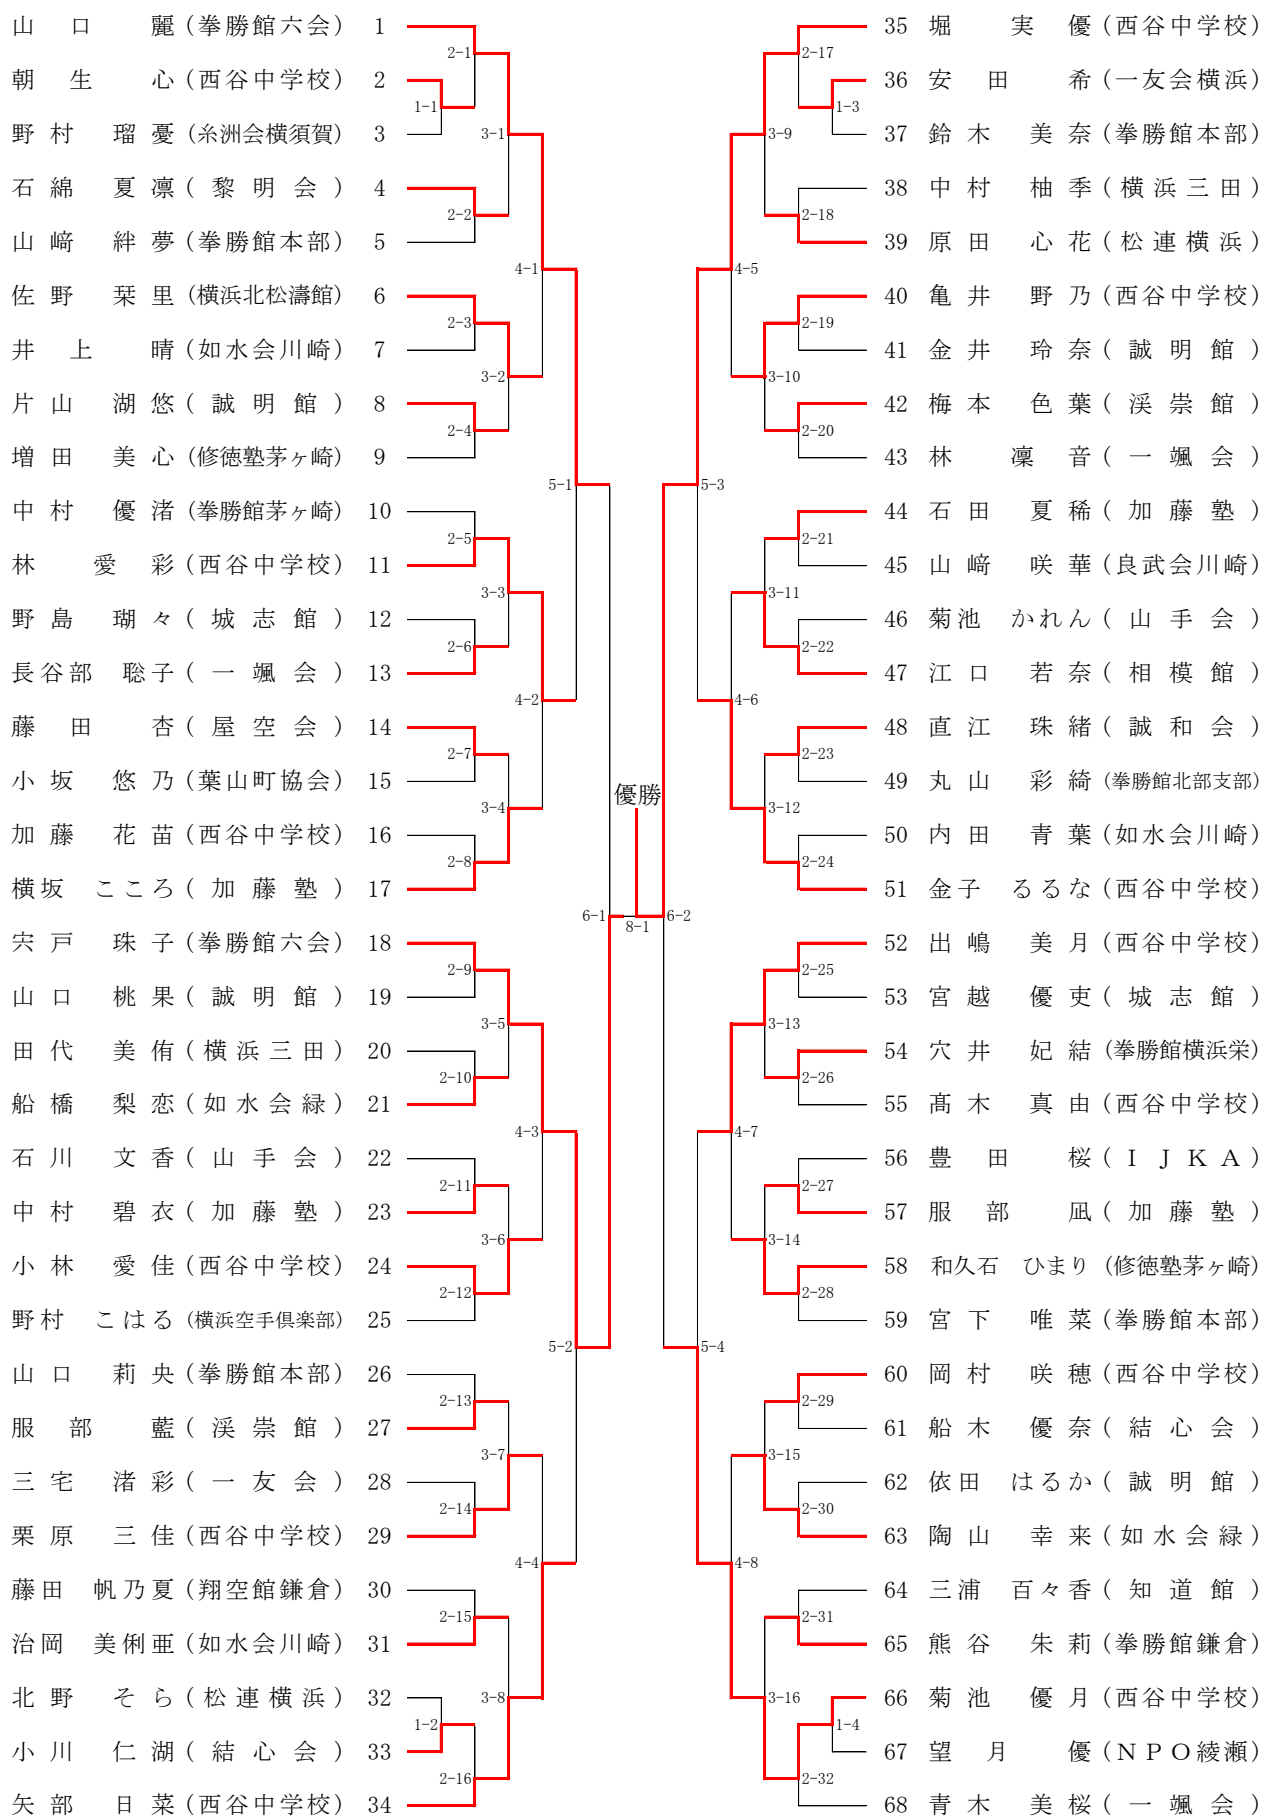 山口 麗 (拳勝館六会) 1
朝生 心 (西谷中学校) 2
野村 瑠憂 (糸洲会横須賀) 3
石綿 夏凛 (黎明会) 4
山﨑 絆夢 (拳勝館本部) 5
佐野 栞里 (横浜北松濤館) 6
井上 晴 (如水会川崎) 7
片山 湖悠 (誠明館) 8
増田 美心 (修徳塾茅ヶ崎) 9
中村 優渚 (拳勝館茅ヶ崎) 10
林 愛彩 (西谷中学校) 11
野島 瑚々 (城志館) 12
長谷部 聡子 (一颯会) 13
藤田 杏 (屋空会) 14
小坂 悠乃 (葉山町協会) 15
加藤 花苗 (西谷中学校) 16
横坂 こころ (加藤塾) 17
宍戸 珠子 (拳勝館六会) 18
山口 桃果 (誠明館) 19
田代 美侑 (横浜三田) 20
船橋 梨恋 (如水会緑) 21
石川 文香 (山手会) 22
中村 碧衣 (加藤塾) 23
小林 愛佳 (西谷中学校) 24
野村 こはる (横浜空手倶楽部) 25
山口 莉央 (拳勝館本部) 26
服部 藍 (渓崇館) 27
三宅 渚彩 (一友会) 28
栗原 三佳 (西谷中学校) 29
藤田 帆乃夏 (翔空館鎌倉) 30
治岡 美俐亜 (如水会川崎) 31
北野 そら (松連横浜) 32
小川 仁湖 (結心会) 33
矢部 日菜 (西谷中学校) 34
1-1
1-2
2-1
2-2
2-3
2-4
2-5
2-6
2-7
2-8
2-9
2-10
2-11
2-12
2-13
2-14
2-15
2-16
3-1
3-2
3-3
3-4
3-5
3-6
3-7
3-8
4-1
4-2
4-3
4-4
5-1
5-2
6-1
優勝
8-1
6-2
5-3
5-4
4-5
4-6
4-7
4-8
3-9
3-10
3-11
3-12
3-13
3-14
3-15
3-16
2-17
2-18
2-19
2-20
2-21
2-22
2-23
2-24
2-25
2-26
2-27
2-28
2-29
2-30
2-31
2-32
1-3
1-4
35 堀 実優 (西谷中学校)
36 安田 希 (一友会横浜)
37 鈴木 美奈 (拳勝館本部)
38 中村 柚季 (横浜三田)
39 原田 心花 (松連横浜)
40 亀井 野乃 (西谷中学校)
41 金井 玲奈 (誠明館)
42 梅本 色葉 (渓崇館)
43 林 凜音 (一颯会)
44 石田 夏稀 (加藤塾)
45 山﨑 咲華 (良武会川崎)
46 菊池 かれん (山手会)
47 江口 若奈 (相模館)
48 直江 珠緒 (誠和会)
49 丸山 彩綺 (拳勝館北部支部)
50 内田 青葉 (如水会川崎)
51 金子 るるな (西谷中学校)
52 出嶋 美月 (西谷中学校)
53 宮越 優吏 (城志館)
54 穴井 妃結 (拳勝館横浜栄)
55 髙木 真由 (西谷中学校)
56 豊田 桜 (IJKA)
57 服部 凪 (加藤塾)
58 和久石 ひまり (修徳塾茅ヶ崎)
59 宮下 唯菜 (拳勝館本部)
60 岡村 咲穂 (西谷中学校)
61 船木 優奈 (結心会)
62 依田 はるか (誠明館)
63 陶山 幸来 (如水会緑)
64 三浦 百々香 (知道館)
65 熊谷 朱莉 (拳勝館鎌倉)
66 菊池 優月 (西谷中学校)
67 望月 優 (NPO綾瀬)
68 青木 美桜 (一颯会)